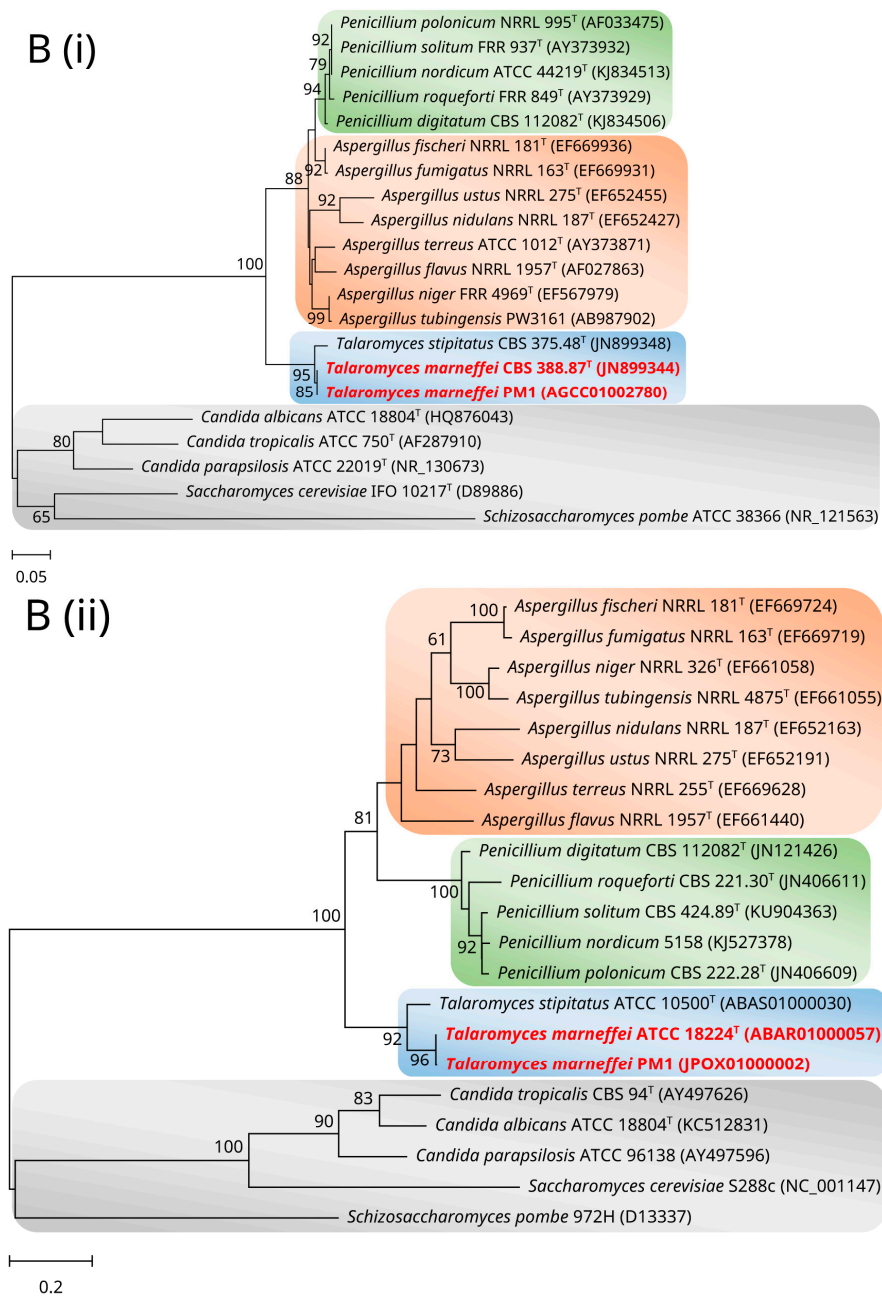 B (i)
Penicillium polonicum NRRL 995ᵀ (AF033475)
92
Penicillium solitum FRR 937ᵀ (AY373932)
79
Penicillium nordicum ATCC 44219ᵀ (KJ834513)
94
Penicillium roqueforti FRR 849ᵀ (AY373929)
Penicillium digitatum CBS 112082ᵀ (KJ834506)
Aspergillus fischeri NRRL 181ᵀ (EF669936)
92
Aspergillus fumigatus NRRL 163ᵀ (EF669931)
88
92
Aspergillus ustus NRRL 275ᵀ (EF652455)
Aspergillus nidulans NRRL 187ᵀ (EF652427)
Aspergillus terreus ATCC 1012ᵀ (AY373871)
100
Aspergillus flavus NRRL 1957ᵀ (AF027863)
Aspergillus niger FRR 4969ᵀ (EF567979)
99
Aspergillus tubingensis PW3161 (AB987902)
Talaromyces stipitatus CBS 375.48ᵀ (JN899348)
95
Talaromyces marneffei CBS 388.87ᵀ (JN899344)
85
Talaromyces marneffei PM1 (AGCC01002780)
Candida albicans ATCC 18804ᵀ (HQ876043)
80
Candida tropicalis ATCC 750ᵀ (AF287910)
Candida parapsilosis ATCC 22019ᵀ (NR_130673)
Saccharomyces cerevisiae IFO 10217ᵀ (D89886)
65
Schizosaccharomyces pombe ATCC 38366 (NR_121563)
0.05
B (ii)
100
Aspergillus fischeri NRRL 181ᵀ (EF669724)
61
Aspergillus fumigatus NRRL 163ᵀ (EF669719)
Aspergillus niger NRRL 326ᵀ (EF661058)
100
Aspergillus tubingensis NRRL 4875ᵀ (EF661055)
Aspergillus nidulans NRRL 187ᵀ (EF652163)
73
Aspergillus ustus NRRL 275ᵀ (EF652191)
Aspergillus terreus NRRL 255ᵀ (EF669628)
81
Aspergillus flavus NRRL 1957ᵀ (EF661440)
Penicillium digitatum CBS 112082ᵀ (JN121426)
100
Penicillium roqueforti CBS 221.30ᵀ (JN406611)
100
Penicillium solitum CBS 424.89ᵀ (KU904363)
92
Penicillium nordicum 5158 (KJ527378)
Penicillium polonicum CBS 222.28ᵀ (JN406609)
Talaromyces stipitatus ATCC 10500ᵀ (ABAS01000030)
92
Talaromyces marneffei ATCC 18224ᵀ (ABAR01000057)
96
Talaromyces marneffei PM1 (JPOX01000002)
83
Candida tropicalis CBS 94ᵀ (AY497626)
90
Candida albicans ATCC 18804ᵀ (KC512831)
100
Candida parapsilosis ATCC 96138 (AY497596)
Saccharomyces cerevisiae S288c (NC_001147)
Schizosaccharomyces pombe 972H (D13337)
0.2